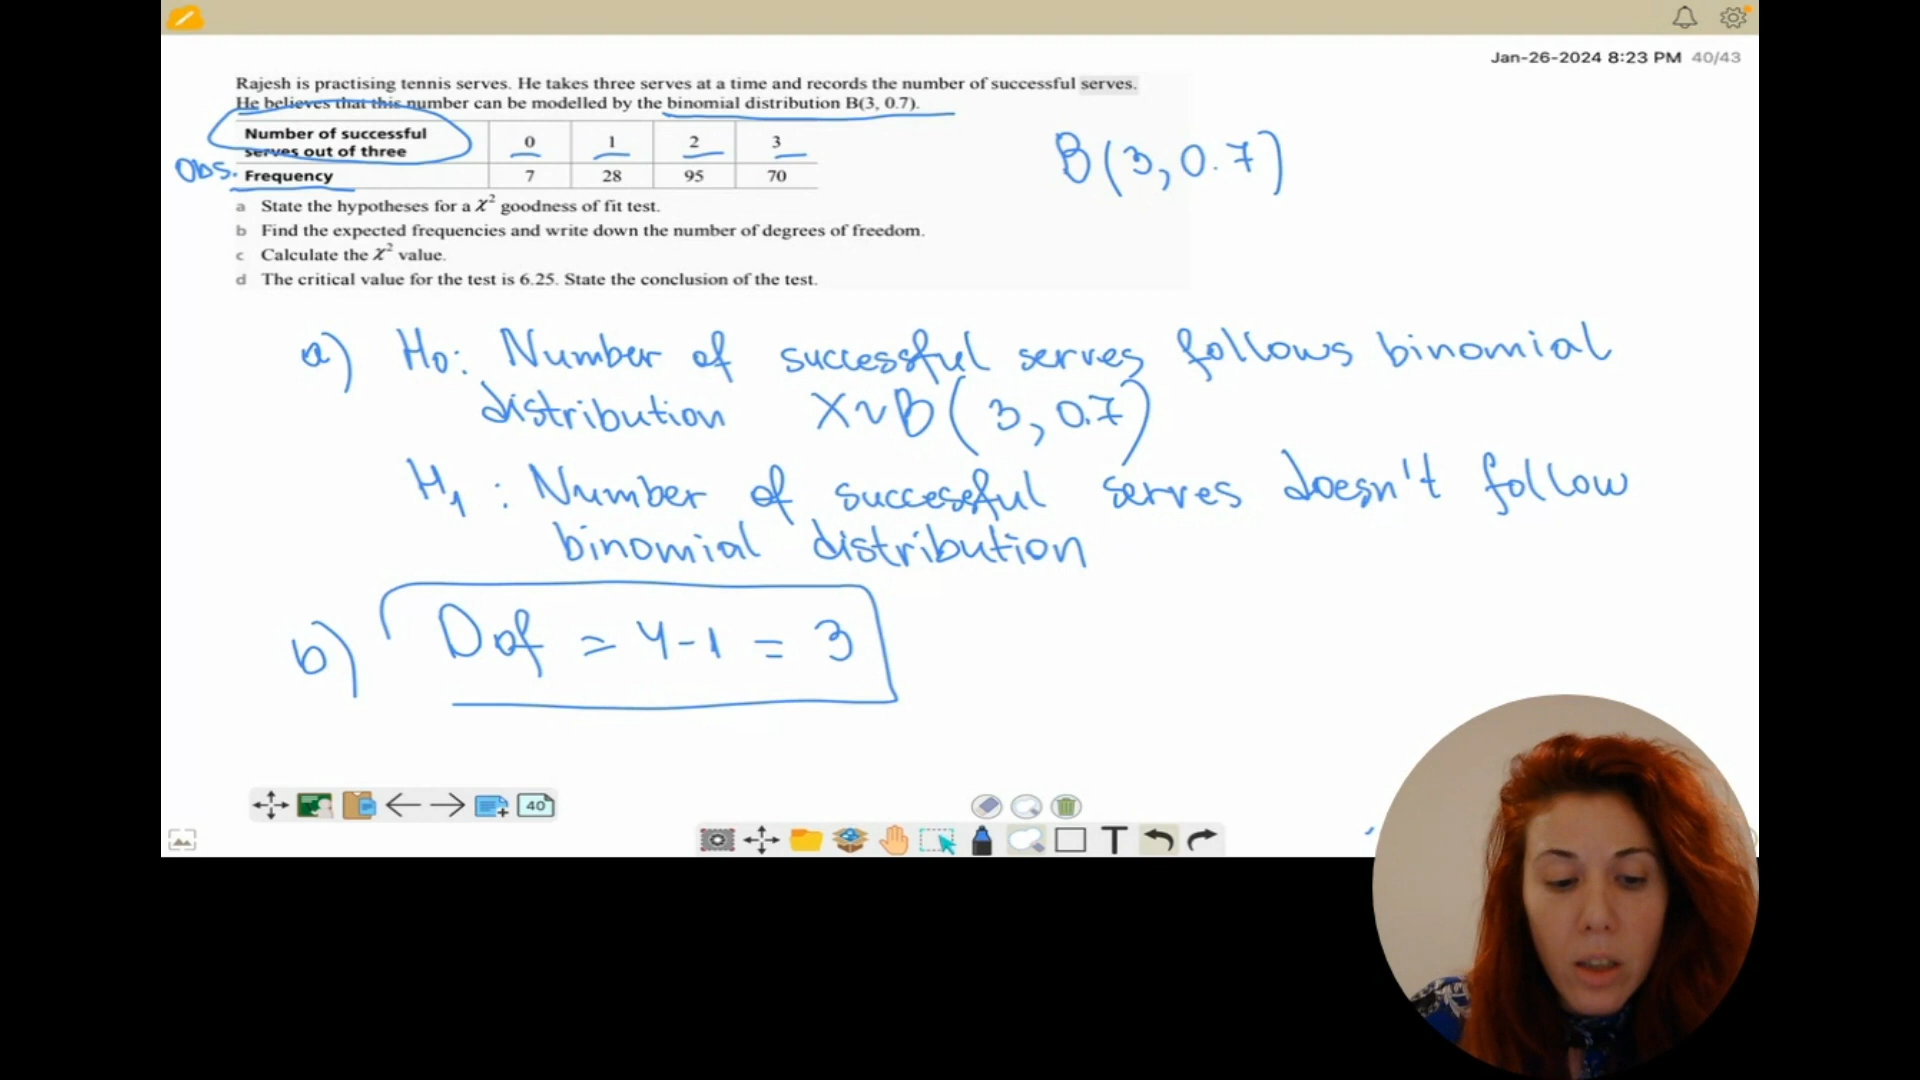 Jan-26-2024 8:23 PM 40/43
Rajesh is practising tennis serves. He takes three serves at a time and records the number of successful serves.
He believes that this number can be modelled by the binomial distribution B(3, 0.7).
Number of successful serves out of three 0 1 2 3
Obs. Frequency 7 28 95 70
a State the hypotheses for a χ² goodness of fit test.
b Find the expected frequencies and write down the number of degrees of freedom.
c Calculate the χ² value.
d The critical value for the test is 6.25. State the conclusion of the test.
B(3, 0.7)
a) H0: Number of successful serves follows binomial
distribution X~B(3, 0.7)
H1: Number of successful serves doesn't follow
binomial distribution
b) Dof = 4-1 = 3
40
T